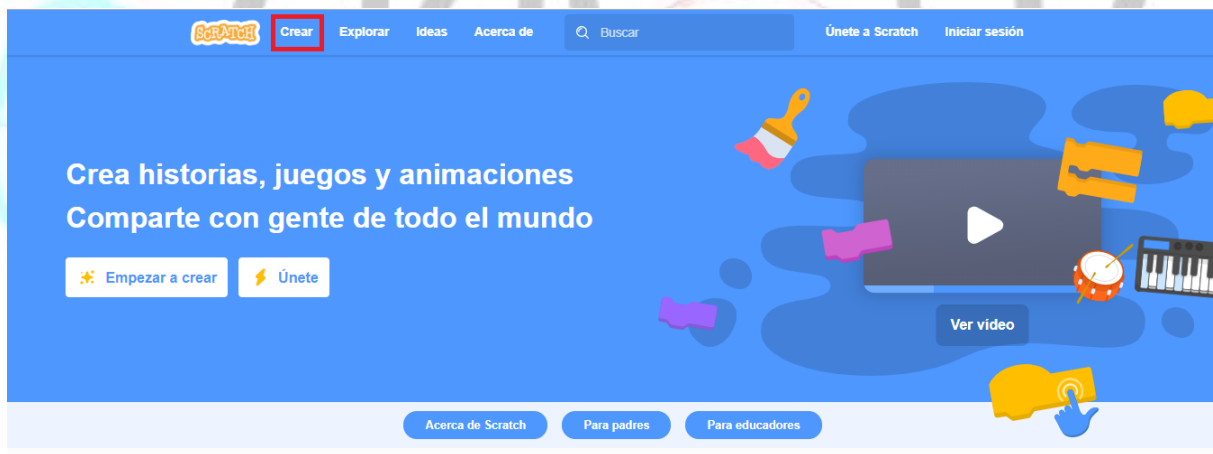 SCRATCH Crear Explorar Ideas Acerca de Buscar Únete a Scratch Iniciar sesión
Crea historias, juegos y animaciones
Comparte con gente de todo el mundo
Empezar a crear Únete
Ver vídeo
Acerca de Scratch Para padres Para educadores